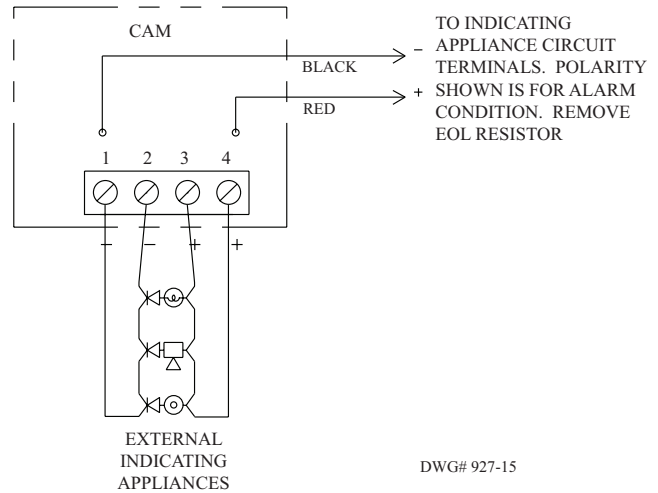 CAM
BLACK
RED
− TO INDICATING
APPLIANCE CIRCUIT
TERMINALS. POLARITY
+ SHOWN IS FOR ALARM
CONDITION. REMOVE
EOL RESISTOR
1 2 3 4
− − + +
EXTERNAL
INDICATING
APPLIANCES
DWG# 927-15